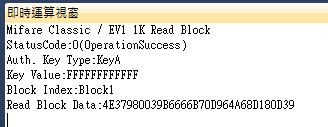 即時運算視窗
Mifare Classic / EV1 1K Read Block
StatusCode:0(OperationSuccess)
Auth. Key Type:KeyA
Key Value:FFFFFFFFFFFF
Block Index:Block1
Read Block Data:4E37980039B6666B70D964A68D180D39